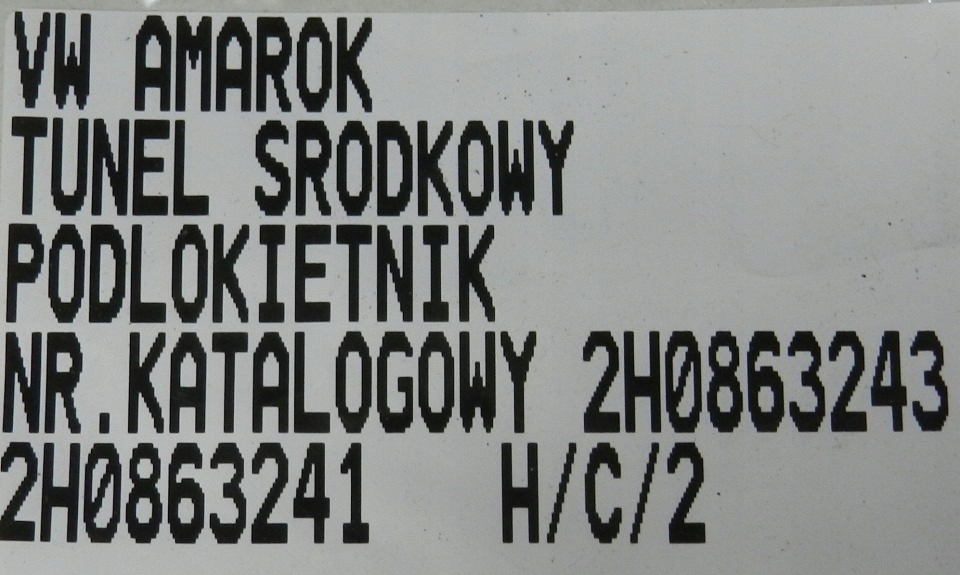 VW AMAROK
TUNEL SRODKOWY
PODLOKIETNIK
NR.KATALOGOWY 2H0863243
2H0863241 H/C/2